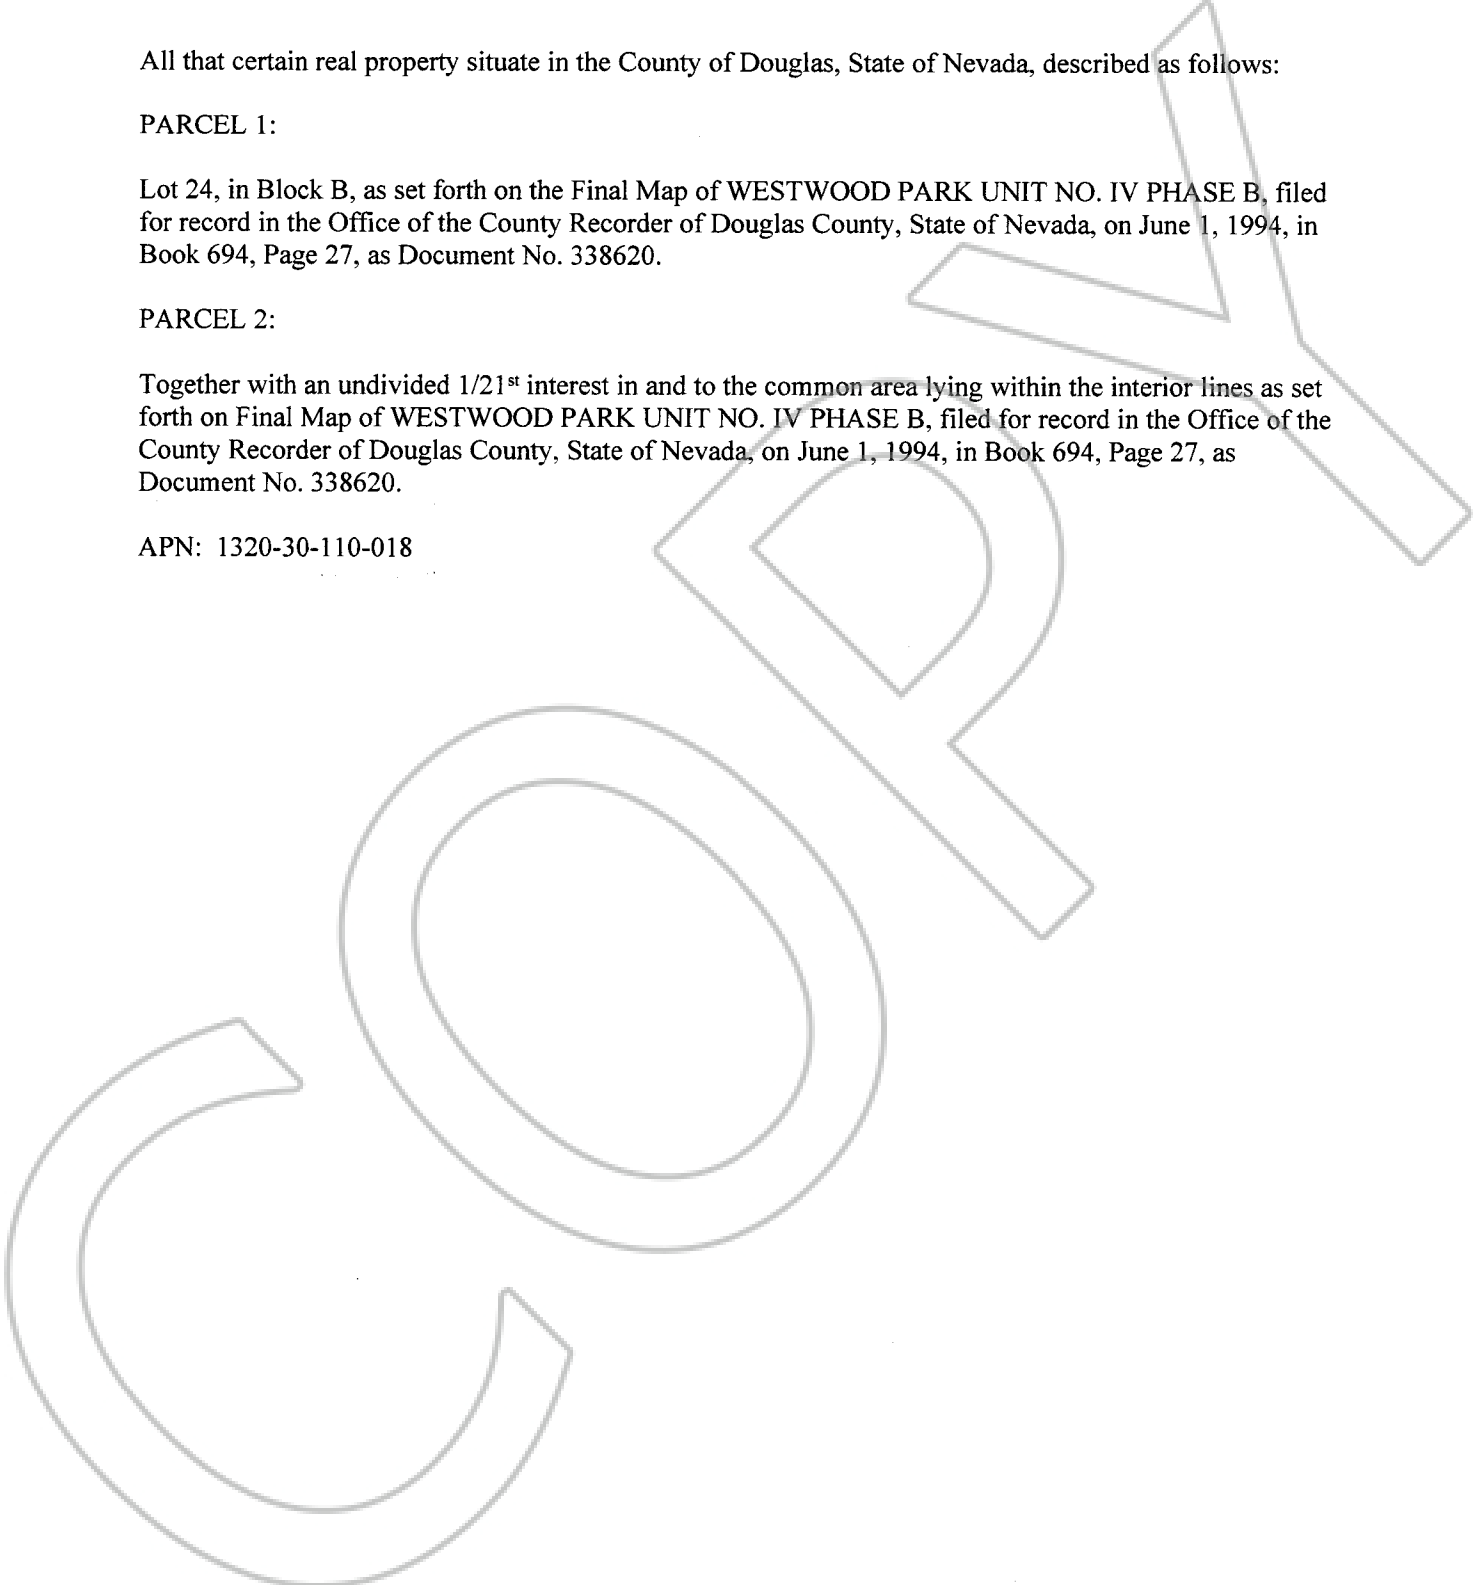 All that certain real property situate in the County of Douglas, State of Nevada, described as follows:
PARCEL 1:
Lot 24, in Block B, as set forth on the Final Map of WESTWOOD PARK UNIT NO. IV PHASE B, filed
for record in the Office of the County Recorder of Douglas County, State of Nevada, on June 1, 1994, in
Book 694, Page 27, as Document No. 338620.
PARCEL 2:
Together with an undivided 1/21st interest in and to the common area lying within the interior lines as set
forth on Final Map of WESTWOOD PARK UNIT NO. IV PHASE B, filed for record in the Office of the
County Recorder of Douglas County, State of Nevada, on June 1, 1994, in Book 694, Page 27, as
Document No. 338620.
APN: 1320-30-110-018
COPY